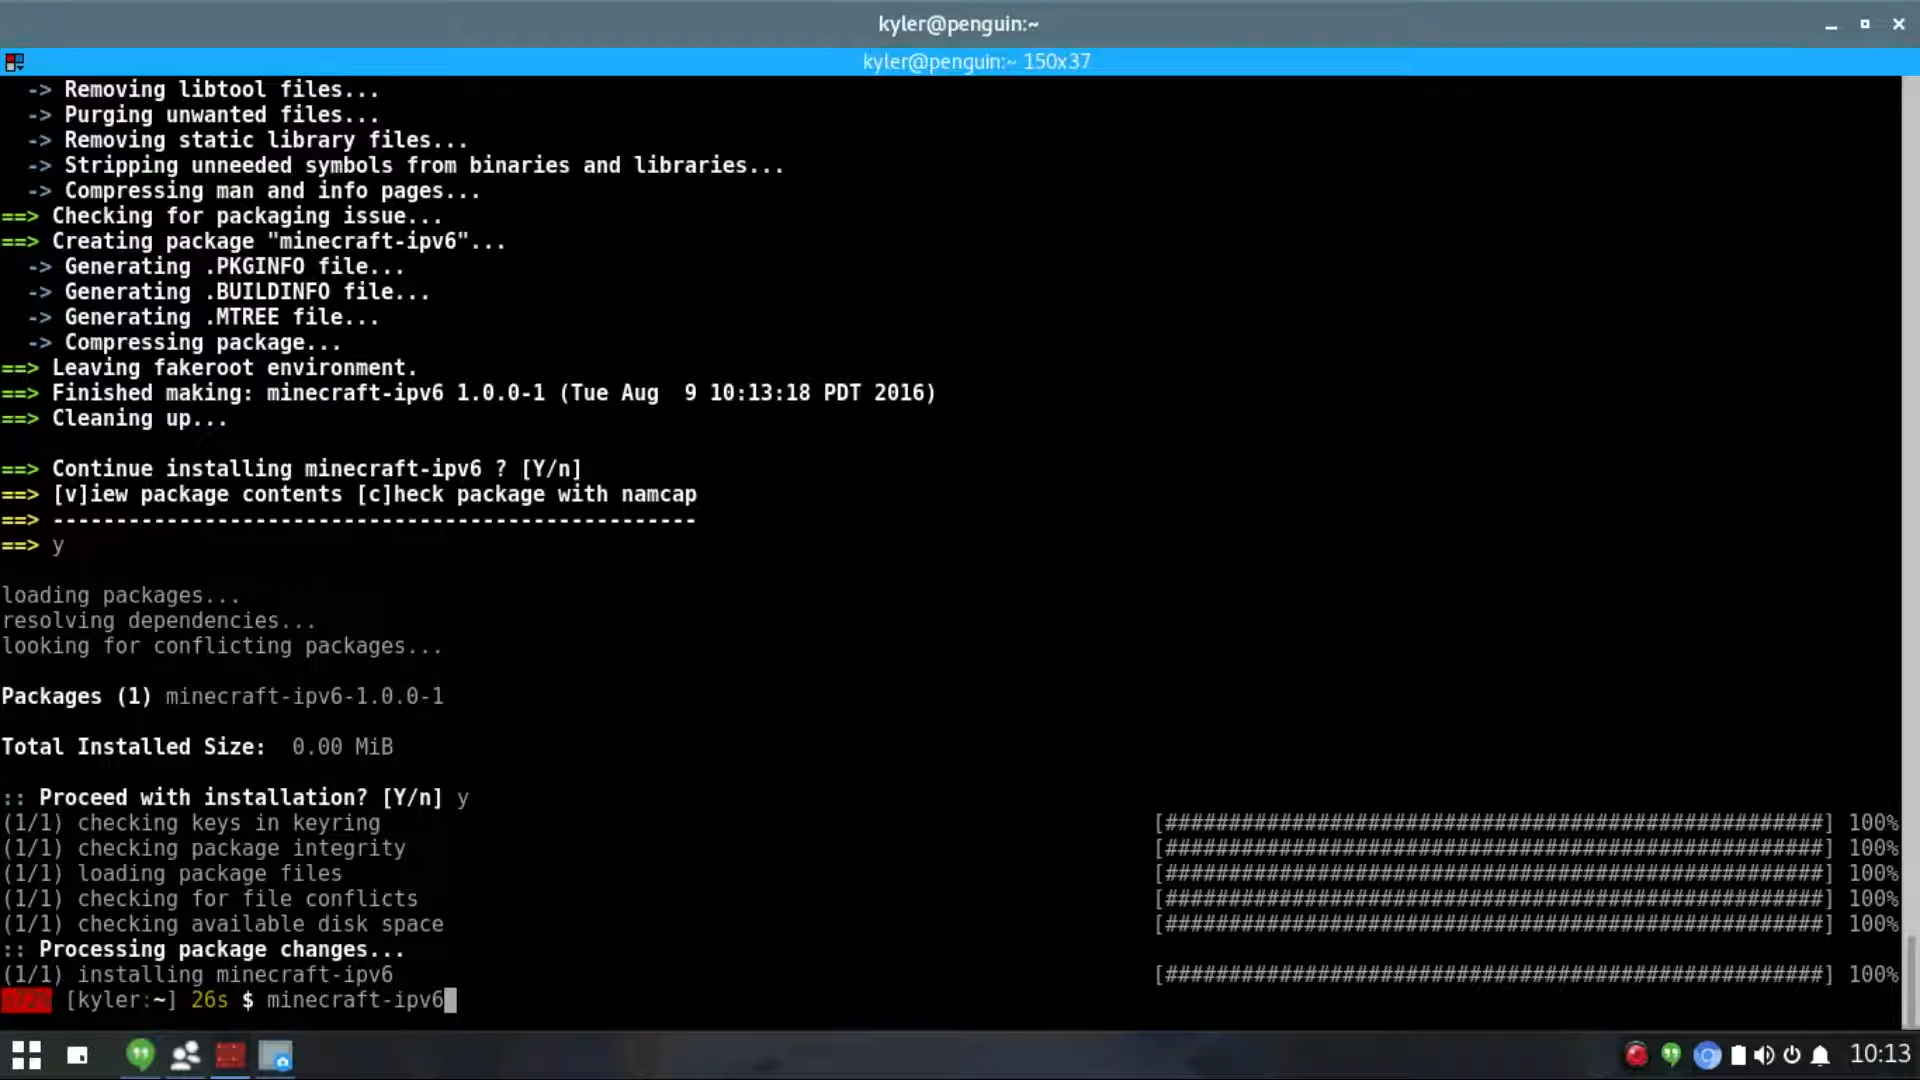 kyler@penguin:~
kyler@penguin:~ 150x37
-> Removing libtool files...
-> Purging unwanted files...
-> Removing static library files...
-> Stripping unneeded symbols from binaries and libraries...
-> Compressing man and info pages...
==> Checking for packaging issue...
==> Creating package "minecraft-ipv6"...
-> Generating .PKGINFO file...
-> Generating .BUILDINFO file...
-> Generating .MTREE file...
-> Compressing package...
==> Leaving fakeroot environment.
==> Finished making: minecraft-ipv6 1.0.0-1 (Tue Aug  9 10:13:18 PDT 2016)
==> Cleaning up...
==> Continue installing minecraft-ipv6 ? [Y/n]
==> [v]iew package contents [c]heck package with namcap
==> ---------------------------------------------------
==> y
loading packages...
resolving dependencies...
looking for conflicting packages...
Packages (1) minecraft-ipv6-1.0.0-1
Total Installed Size:  0.00 MiB
:: Proceed with installation? [Y/n] y
(1/1) checking keys in keyring [####################################################] 100%
(1/1) checking package integrity [####################################################] 100%
(1/1) loading package files [####################################################] 100%
(1/1) checking for file conflicts [####################################################] 100%
(1/1) checking available disk space [####################################################] 100%
:: Processing package changes...
(1/1) installing minecraft-ipv6 [####################################################] 100%
[kyler:~] 26s $ minecraft-ipv6
10:13